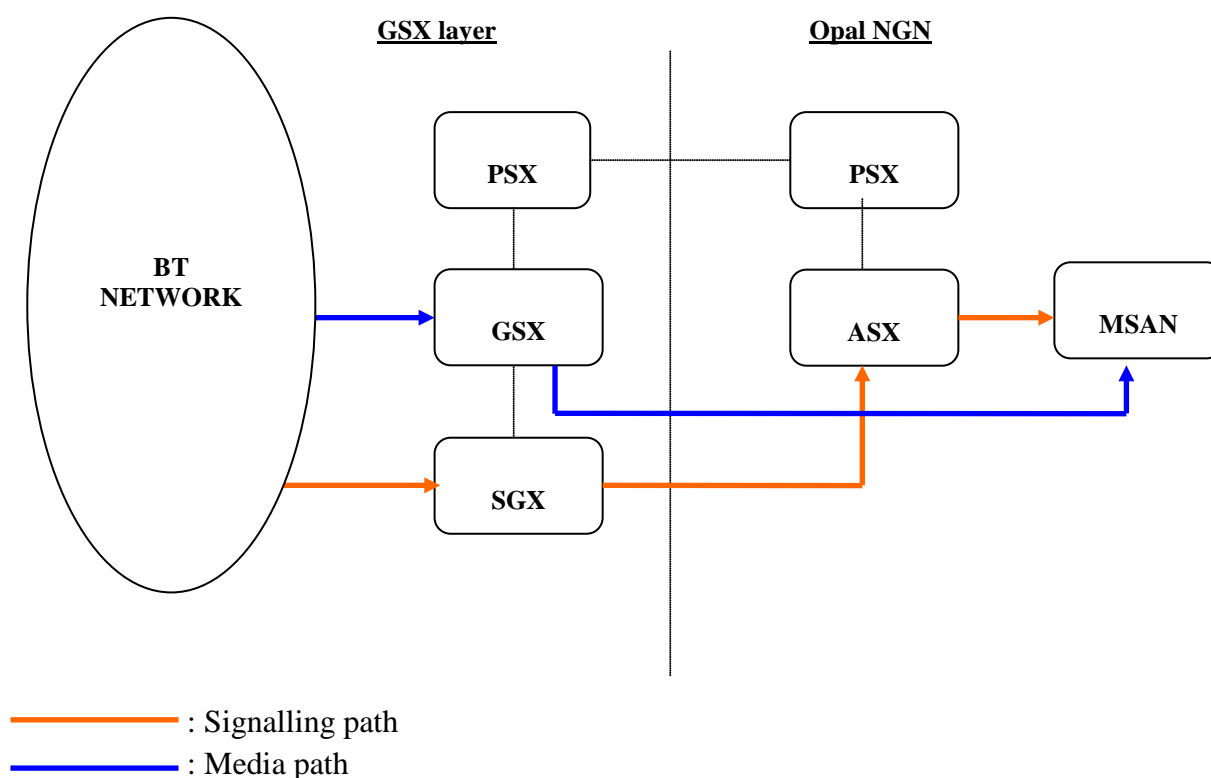 GSX layer
Opal NGN
PSX
PSX
BT
NETWORK
GSX
ASX
MSAN
SGX
: Signalling path
: Media path